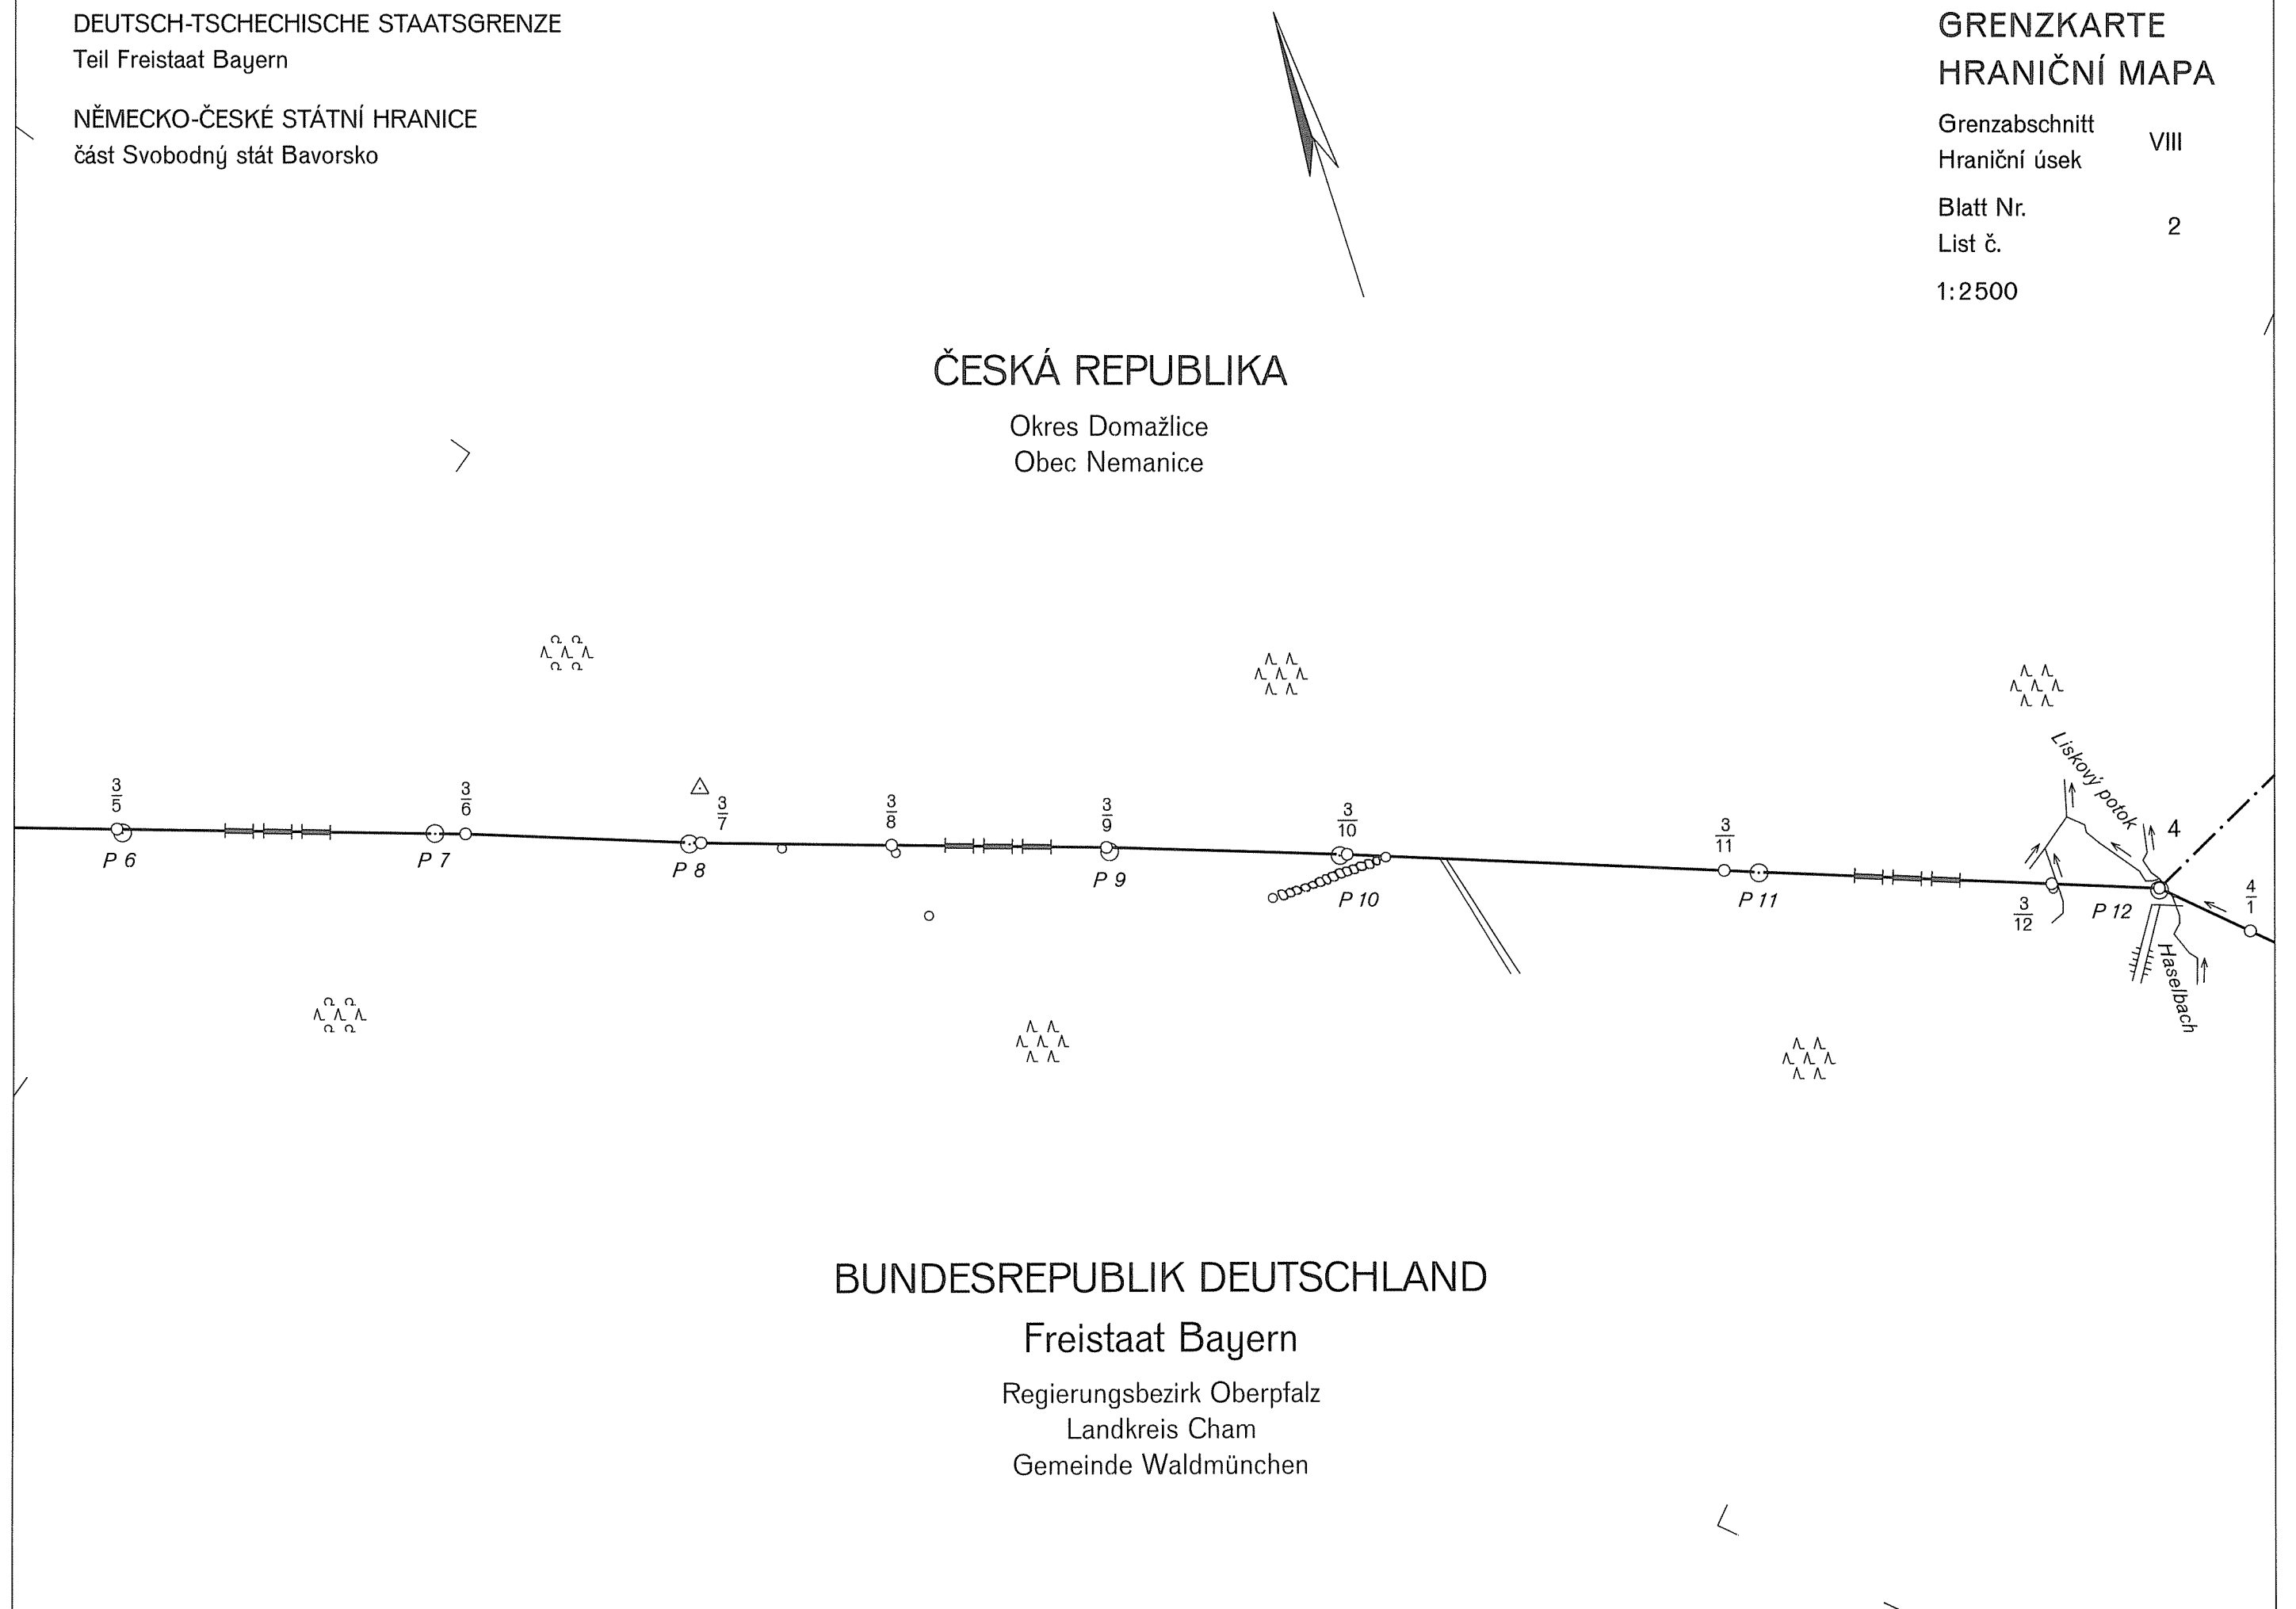 DEUTSCH-TSCHECHISCHE STAATSGRENZE
Teil Freistaat Bayern
NĚMECKO-ČESKÉ STÁTNÍ HRANICE
část Svobodný stát Bavorsko
GRENZKARTE
HRANIČNÍ MAPA
Grenzabschnitt
Hraniční úsek
VIII
Blatt Nr.
List č.
2
1:2500
ČESKÁ REPUBLIKA
Okres Domažlice
Obec Nemanice
Liskový potok
3/5
3/6
3/7
3/8
3/9
3/10
3/11
4
3/12
4/1
P 6
P 7
P 8
P 9
P 10
P 11
P 12
Haselbach
BUNDESREPUBLIK DEUTSCHLAND
Freistaat Bayern
Regierungsbezirk Oberpfalz
Landkreis Cham
Gemeinde Waldmünchen